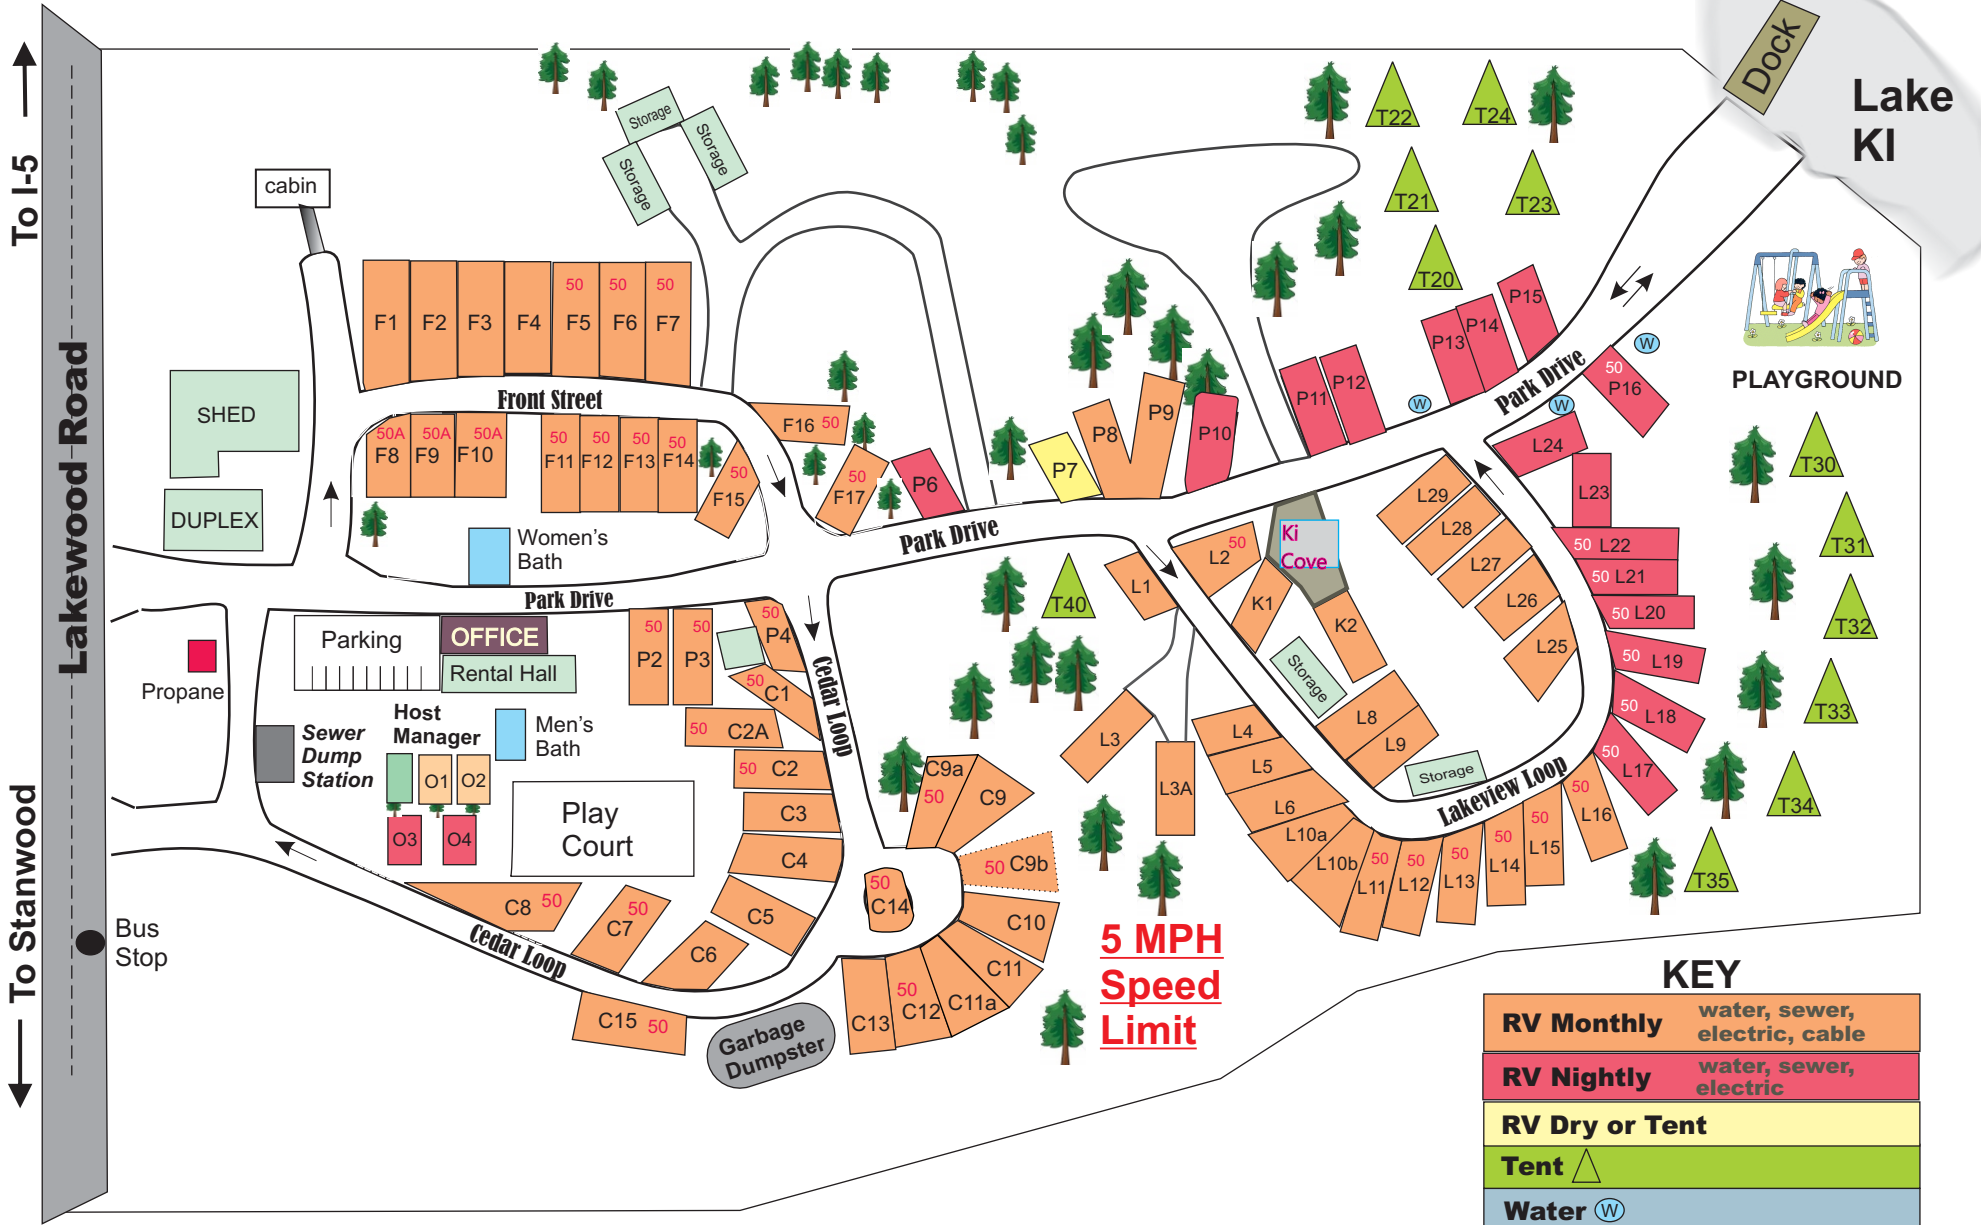 To I-5
To Stanwood
Lakewood Road
Dock
Lake
KI
cabin
Storage
Storage
Storage
T22
T24
T21
T23
T20
50
50
50
F1
F2
F3
F4
F5
F6
F7
P15
P14
P13
P12
P11
W
W
W
50
P16
PLAYGROUND
Front Street
Park Drive
SHED
DUPLEX
50A
50A
50A
F8
F9
F10
50
50
50
50
F11
F12
F13
F14
50
F15
F16 50
50
F17
P6
P7
P8
P9
P10
L24
L23
50 L22
50 L21
50 L20
50 L19
50 L18
50
L17
T30
T31
T32
T33
T34
T35
Women's
Bath
Park Drive
Park Drive
Ki
Cove
L29
L28
L27
L26
L25
L2 50
L1
K1
K2
T40
Propane
Parking
OFFICE
Rental Hall
50
P2
50
P3
50
P4
50
C1
50 C2A
50 C2
C3
C4
C5
C6
50
C7
C8 50
C15 50
Cedar Loop
Cedar Loop
Sewer
Dump
Station
Host
Manager
Men's
Bath
O1
O2
O3
O4
Play
Court
Storage
L8
L9
Storage
L3
L3A
L4
L5
L6
L10a
L10b
50
L11
50
L12
50
L13
50
L14
50
L15
50
L16
Lakeview Loop
C9a
50
C9
50 C9b
50
C14
C10
C11
C11a
50
C12
C13
Bus
Stop
Garbage
Dumpster
5 MPH
Speed
Limit
KEY
RV Monthly water, sewer,
electric, cable
RV Nightly water, sewer,
electric
RV Dry or Tent
Tent
Water W